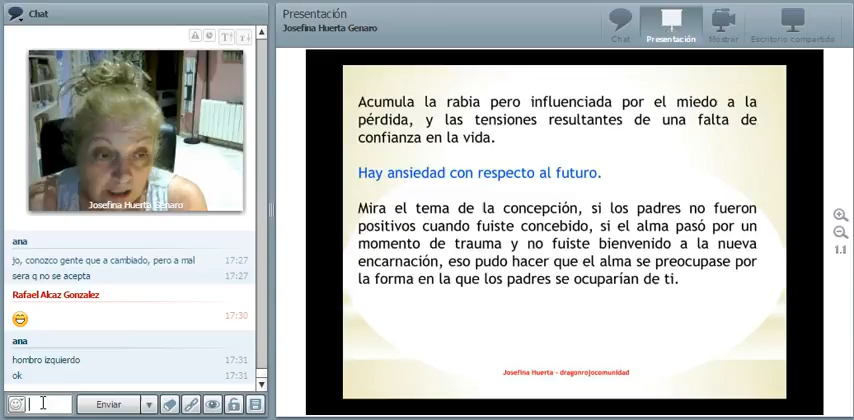 Chat
T↑
T↓
Josefina Huerta Genaro
ana
jo, conozco gente que a cambiado, pero a mal
17:27
sera q no se acepta
17:27
Rafael Alcaz Gonzalez
17:30
ana
hombro izquierdo
17:31
ok
17:31
Enviar
Presentación
Josefina Huerta Genaro
Chat
Presentación
Mostrar
Escritorio compartido
Acumula la rabia pero influenciada por el miedo a la
pérdida, y las tensiones resultantes de una falta de
confianza en la vida.
Hay ansiedad con respecto al futuro.
Mira el tema de la concepción, si los padres no fueron
positivos cuando fuiste concebido, si el alma pasó por un
momento de trauma y no fuiste bienvenido a la nueva
encarnación, eso pudo hacer que el alma se preocupase por
la forma en la que los padres se ocuparían de ti.
Josefina Huerta - dragonrojocomunidad
1.1